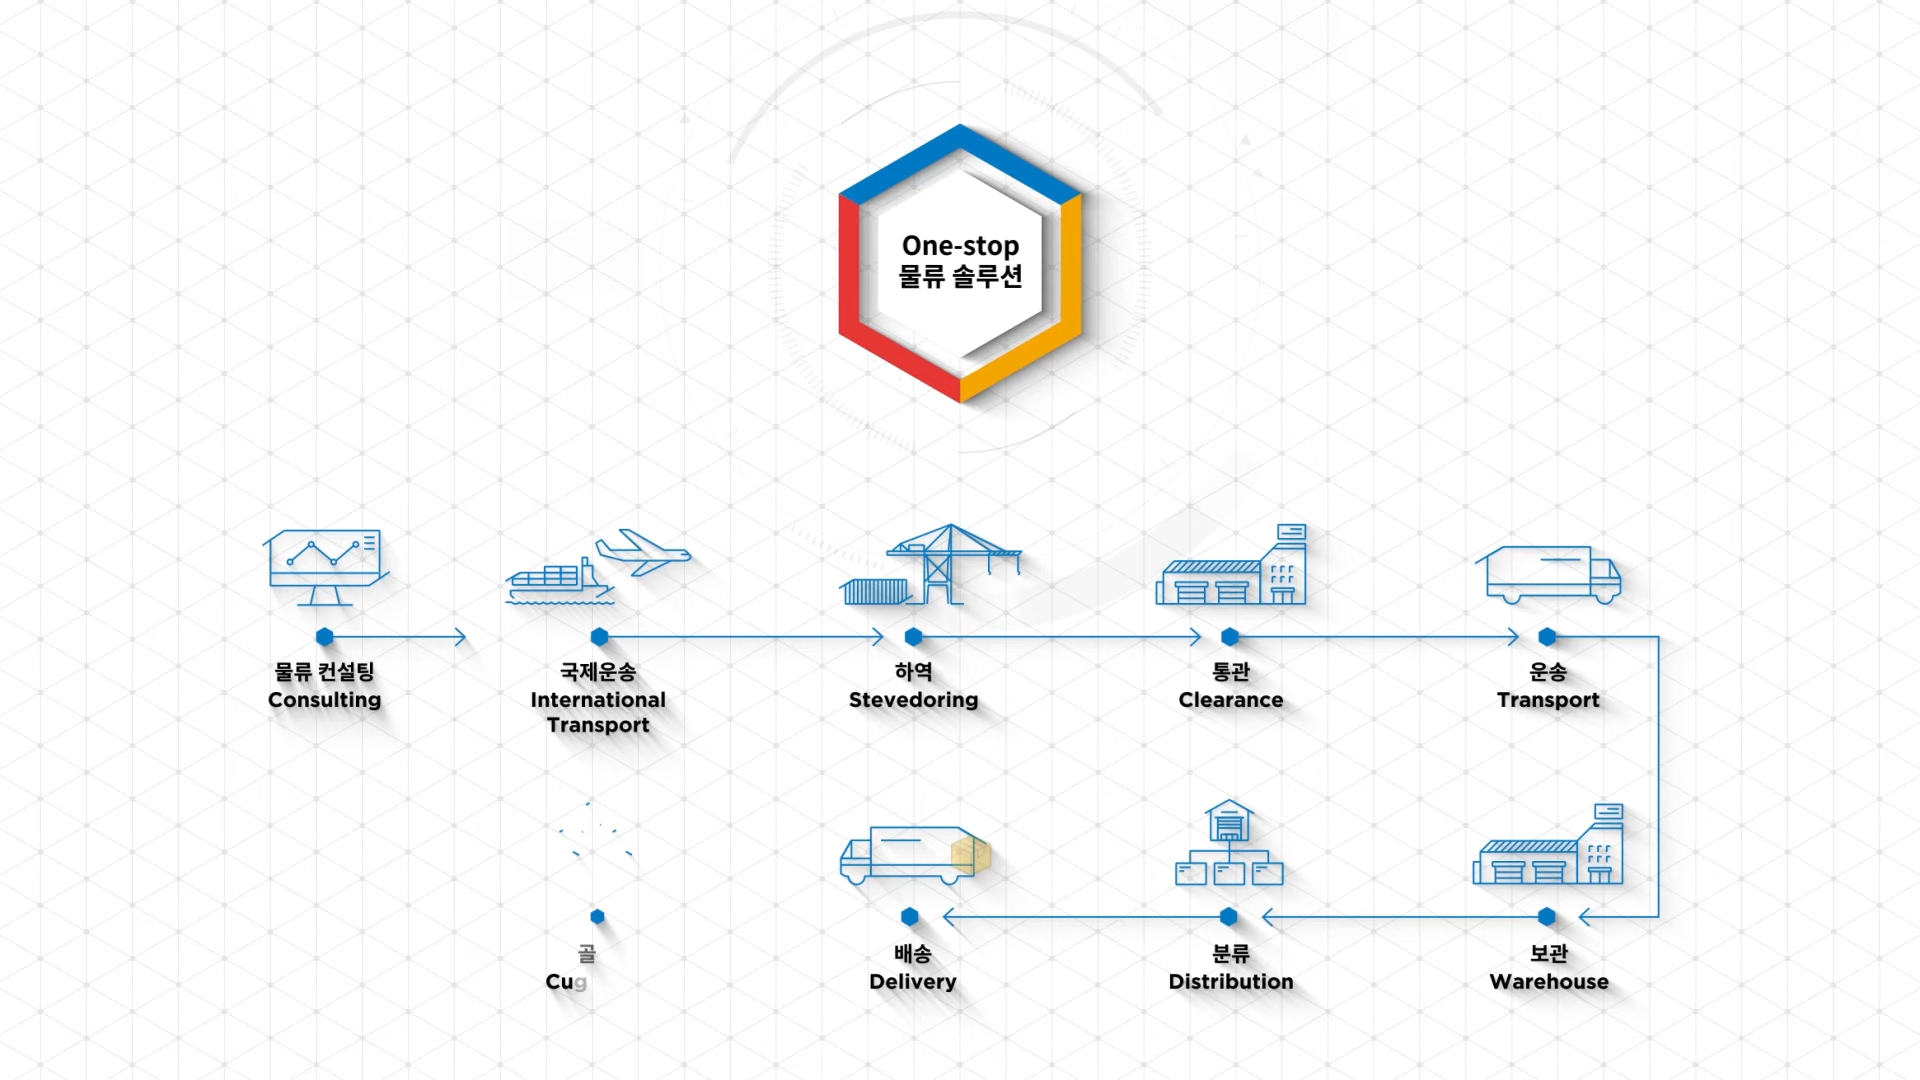 One-stop
물류 솔루션
물류 컨설팅
Consulting
국제운송
International
Transport
하역
Stevedoring
통관
Clearance
운송
Transport
골
Cug
배송
Delivery
분류
Distribution
보관
Warehouse